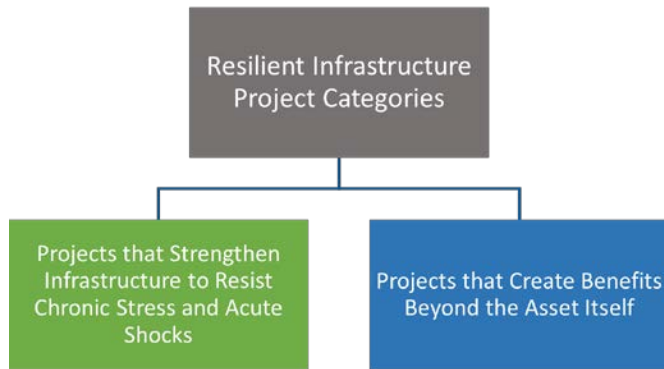 Resilient Infrastructure
Project Categories
Projects that Strengthen
Infrastructure to Resist
Chronic Stress and Acute
Shocks
Projects that Create Benefits
Beyond the Asset Itself